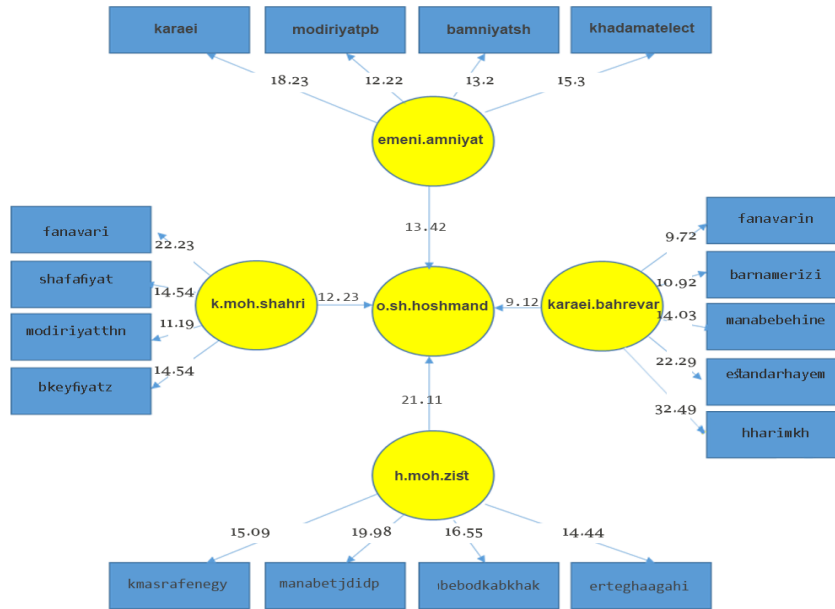 karaei
modiriyatpb
bamniyatsh
khadamatelect
18.23
12.22
13.2
15.3
emeni.amniyat
13.42
fanavari
shafafiyat
modiriyatthn
bkeyfiyatz
22.23
14.54
11.19
14.54
k.moh.shahri
12.23
o.sh.hoshmand
9.12
karaei.bahrevar
9.72
10.92
14.03
22.29
32.49
fanavarin
barnamerizi
manabebehine
estandarhayem
hharimkh
21.11
h.moh.zist
15.09
19.98
16.55
14.44
kmasrafenegy
manabetjdidp
erteghaagahi